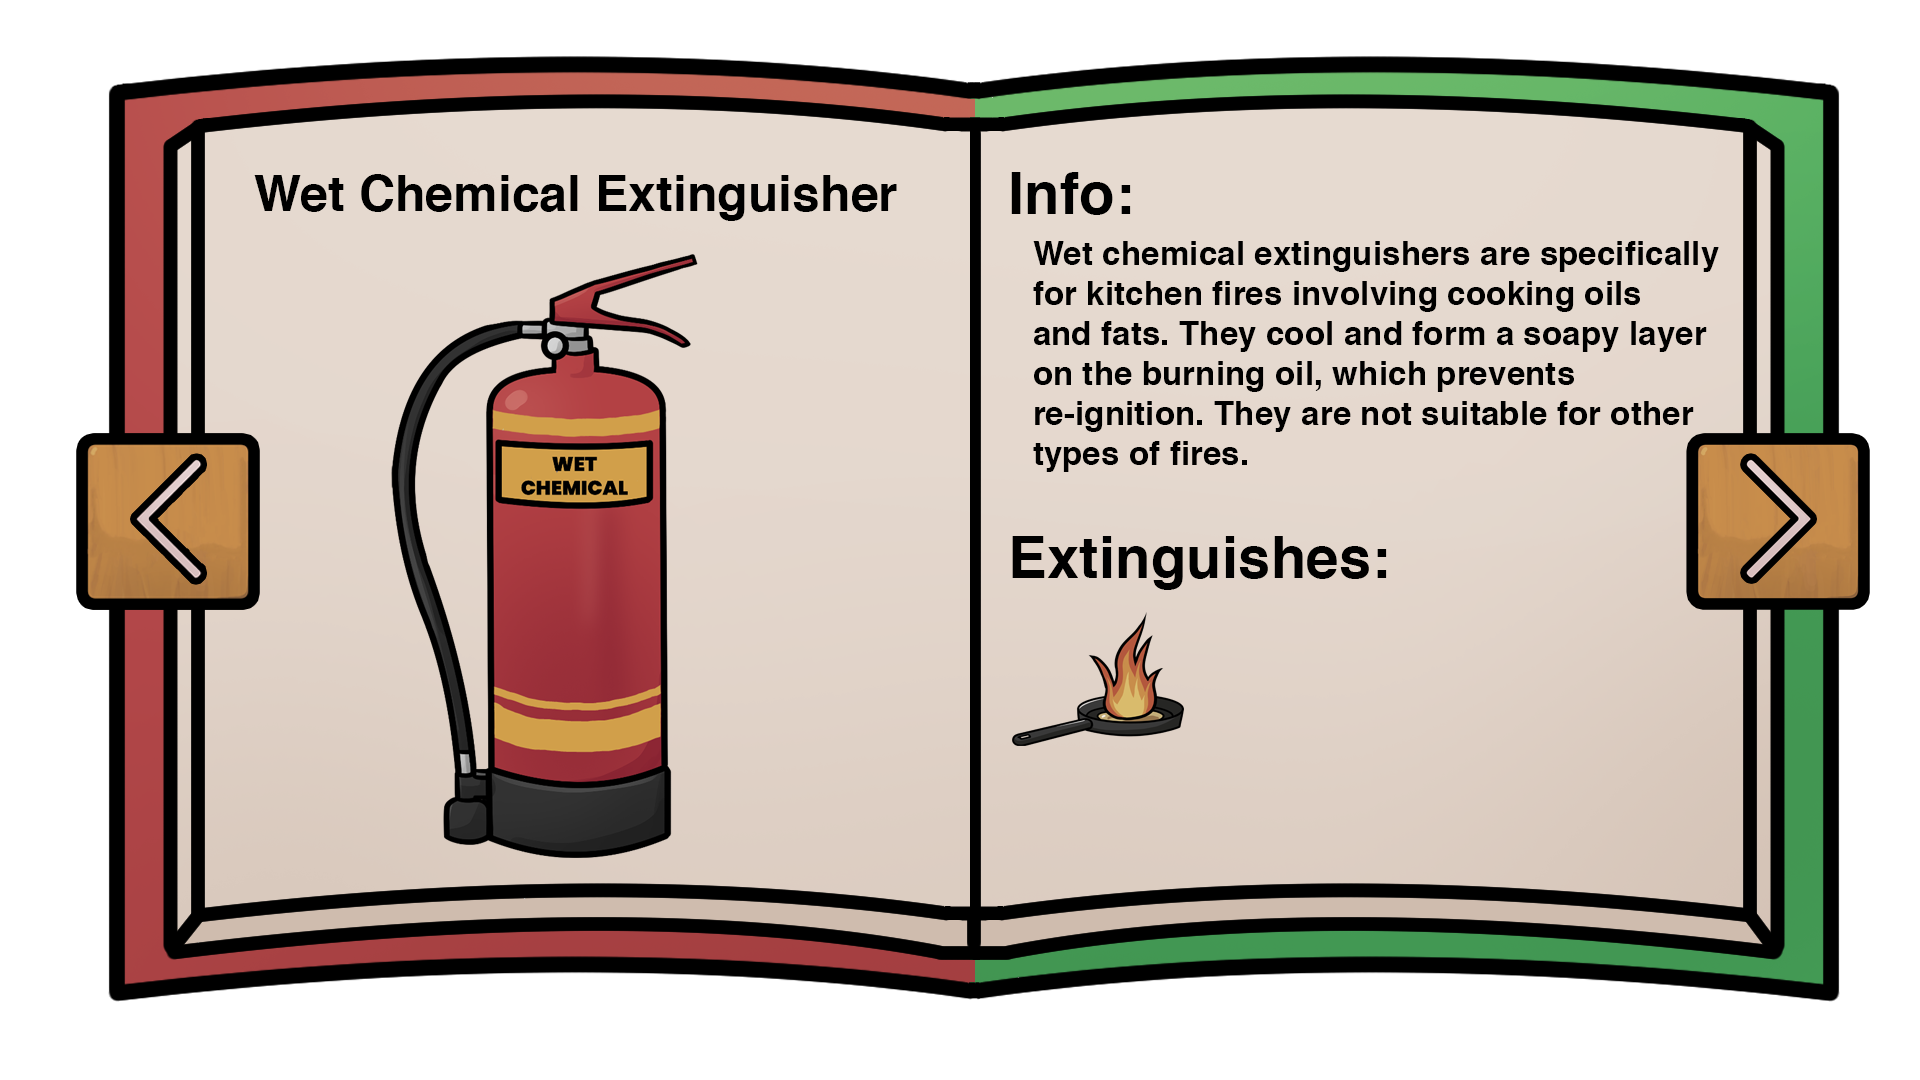 Wet Chemical Extinguisher
WET
CHEMICAL
Info:
Wet chemical extinguishers are specifically
for kitchen fires involving cooking oils
and fats. They cool and form a soapy layer
on the burning oil, which prevents
re-ignition. They are not suitable for other
types of fires.
Extinguishes: